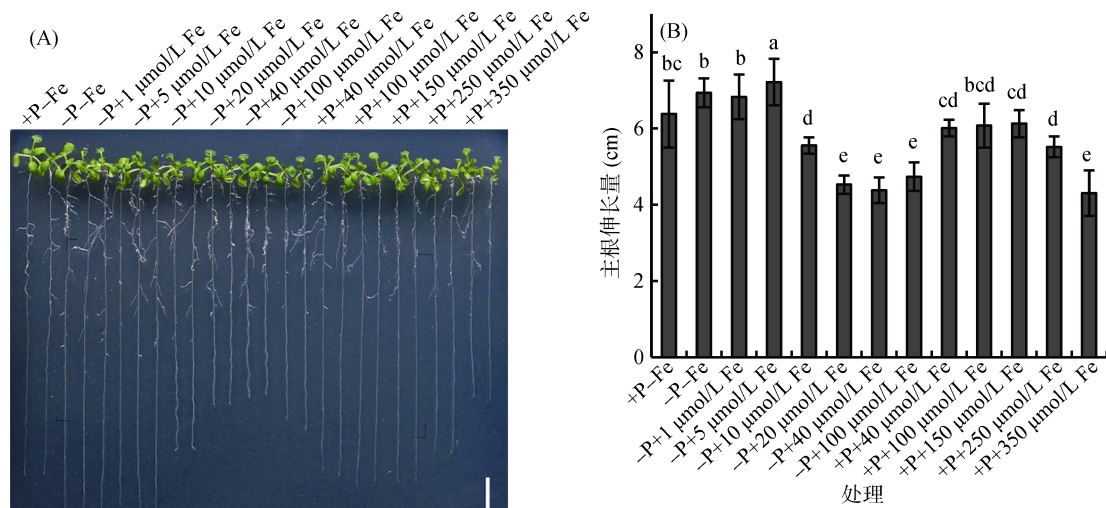 (A)
+P−Fe
−P−Fe
−P+1 μmol/L Fe
−P+5 μmol/L Fe
−P+10 μmol/L Fe
−P+20 μmol/L Fe
−P+40 μmol/L Fe
−P+100 μmol/L Fe
+P+40 μmol/L Fe
+P+100 μmol/L Fe
+P+150 μmol/L Fe
+P+250 μmol/L Fe
+P+350 μmol/L Fe
(B)
主根伸长量 (cm)
8
6
4
2
0
bc
b
b
a
d
e
e
e
cd
bcd
cd
d
e
+P−Fe
−P−Fe
−P+1 μmol/L Fe
−P+5 μmol/L Fe
−P+10 μmol/L Fe
−P+20 μmol/L Fe
−P+40 μmol/L Fe
−P+100 μmol/L Fe
+P+40 μmol/L Fe
+P+100 μmol/L Fe
+P+150 μmol/L Fe
+P+250 μmol/L Fe
+P+350 μmol/L Fe
处理